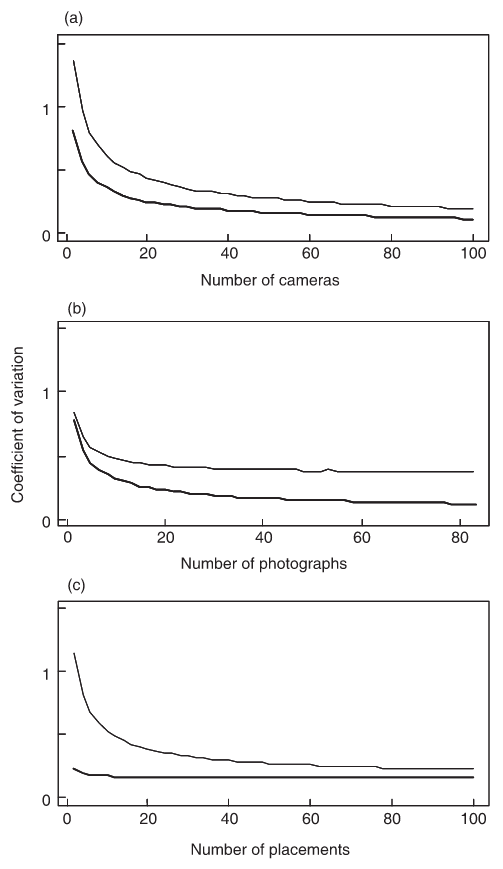 (a)
1
0
0 20 40 60 80 100
Number of cameras
(b)
1
0
0 20 40 60 80
Number of photographs
Coefficient of variation
(c)
1
0
0 20 40 60 80 100
Number of placements